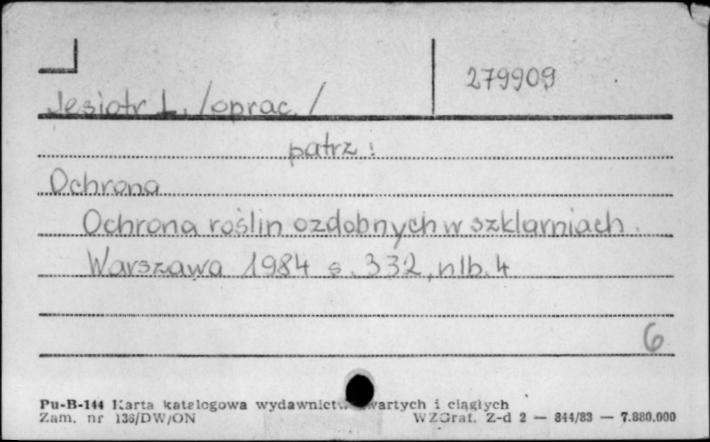 279909
Jesiotr L. /oprac./
patrz:
Ochrona
Ochrona roślin ozdobnych w szklarniach.
Warszawa 1984 s. 332, nlb. 4
6
Pu-B-144 Karta katalogowa wydawnictw zwartych i ciągłych
Zam. nr 136/DW/ON WZGraf. Z-d 2 — 844/83 — 7.880.000